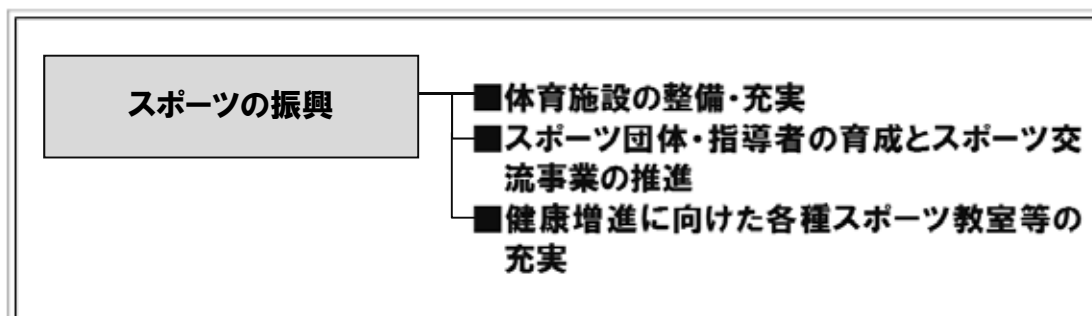 スポーツの振興
■体育施設の整備・充実
■スポーツ団体・指導者の育成とスポーツ交
流事業の推進
■健康増進に向けた各種スポーツ教室等の
充実